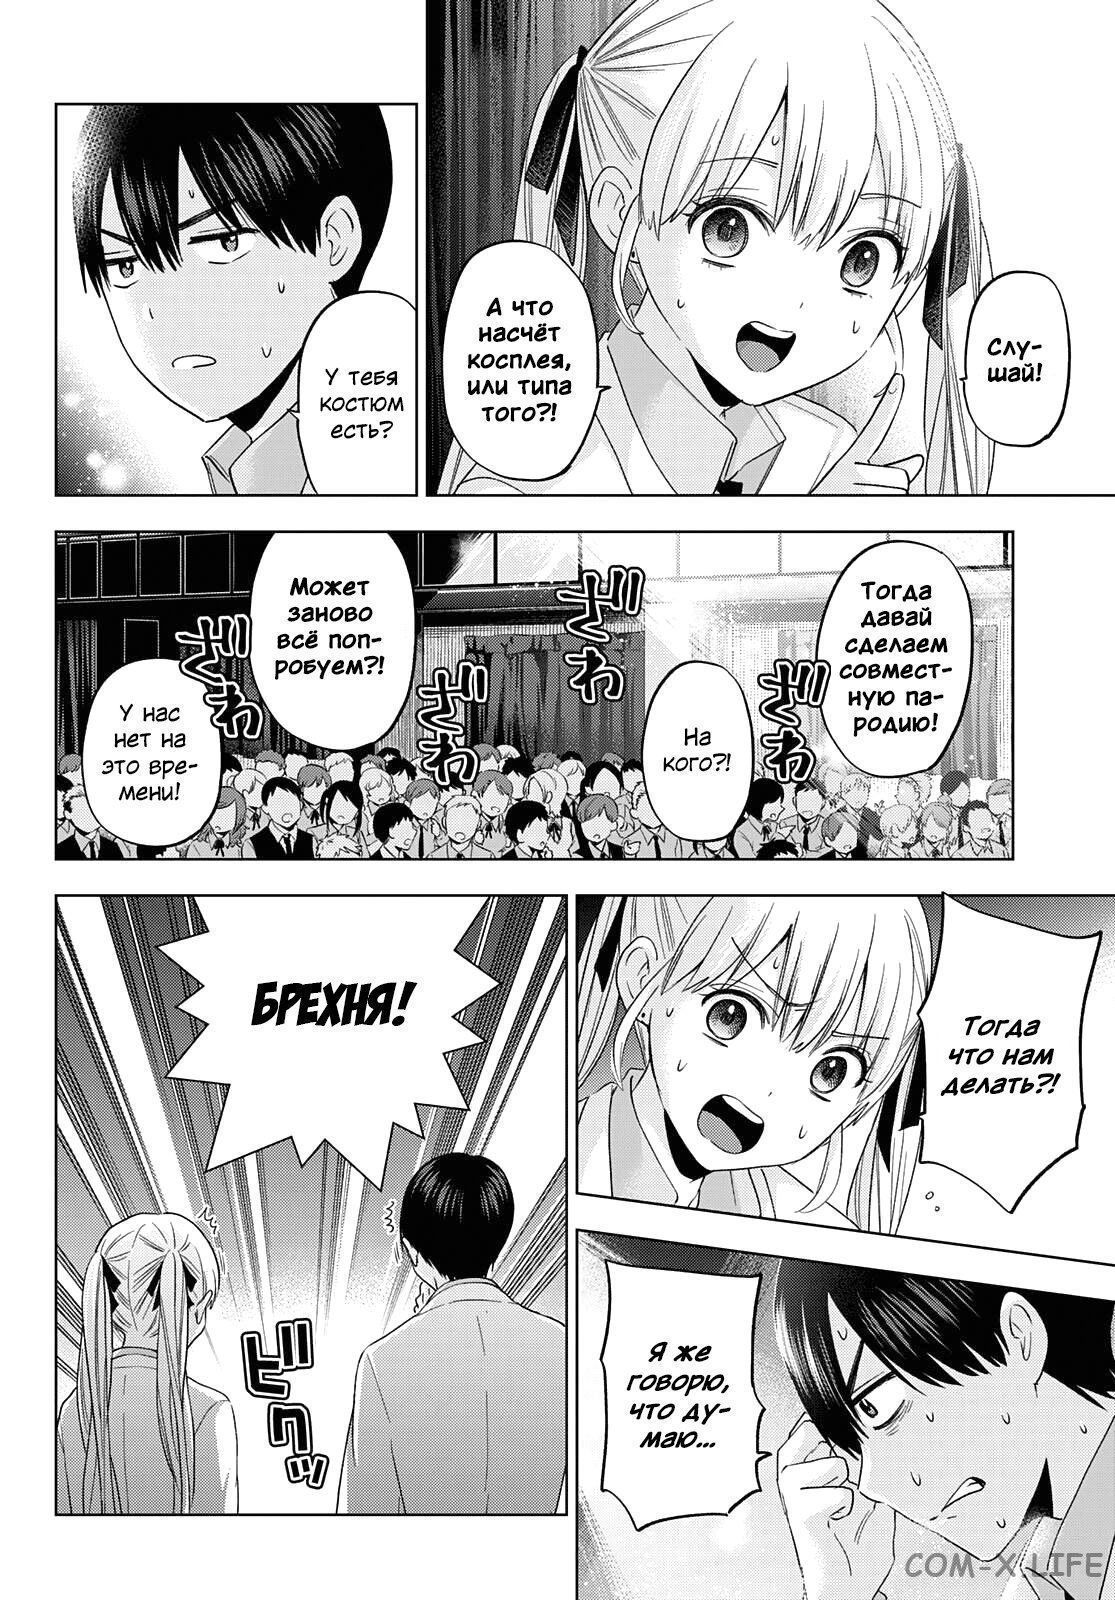 Слу-
шай!
А что
насчёт
косплея,
или типа
того?!
У тебя
костюм
есть?
Тогда
давай
сделаем
совмест-
ную па-
родию!
На
кого?!
Может
заново
всё поп-
робуем?!
У нас
нет на
это вре-
мени!
ざわ
ざわ
ざわ
ざわ
Тогда
что нам
делать?!
Я же
говорю,
что ду-
маю...
БРЕХНЯ!
ビクッ
COM-X.LIFE